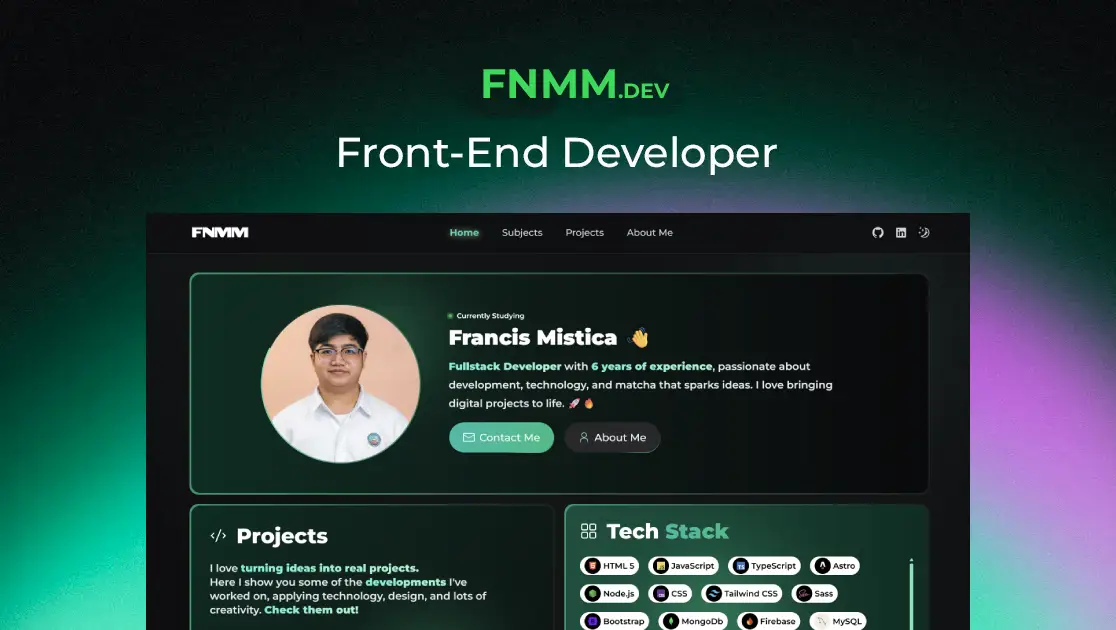 FNMM.DEV
Front-End Developer
FNMM
Home Subjects Projects About Me
Currently Studying
Francis Mistica 👋
Fullstack Developer with 6 years of experience, passionate about
development, technology, and matcha that sparks ideas. I love bringing
digital projects to life. 🚀 🔥
Contact Me About Me
</> Projects
I love turning ideas into real projects.
Here I show you some of the developments I've
worked on, applying technology, design, and lots of
creativity. Check them out!
Tech Stack
HTML 5 JavaScript TypeScript Astro
Node.js CSS Tailwind CSS Sass
Bootstrap MongoDb Firebase MySQL